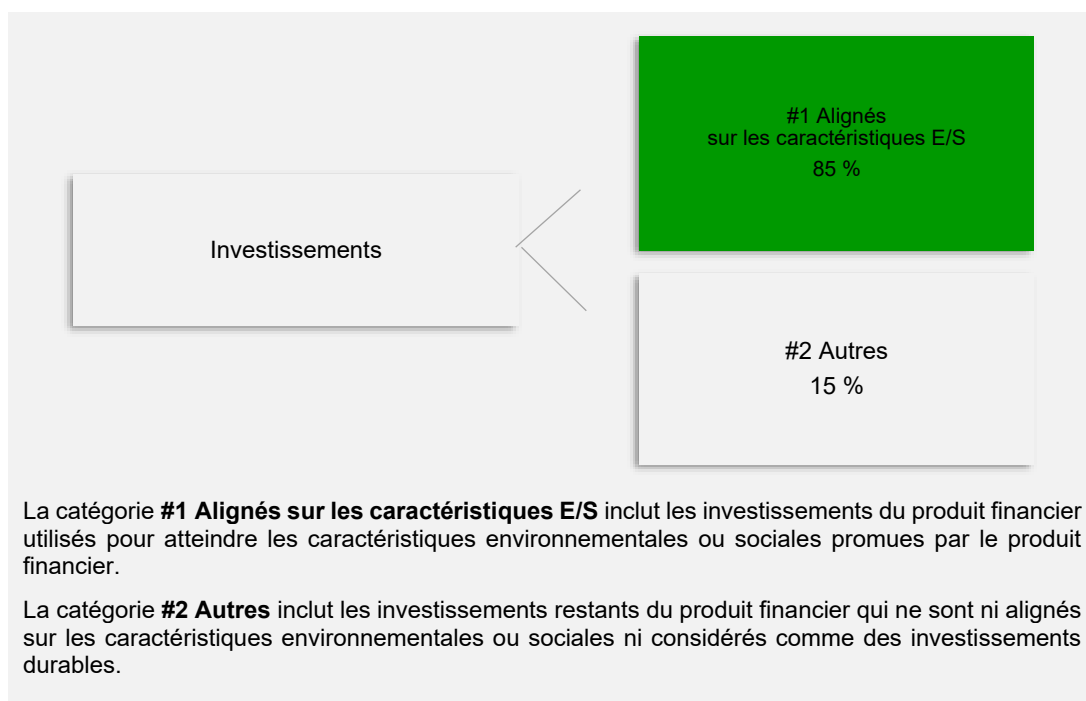 #1 Alignés
sur les caractéristiques E/S
85 %
Investissements
#2 Autres
15 %
La catégorie #1 Alignés sur les caractéristiques E/S inclut les investissements du produit financier
utilisés pour atteindre les caractéristiques environnementales ou sociales promues par le produit
financier.
La catégorie #2 Autres inclut les investissements restants du produit financier qui ne sont ni alignés
sur les caractéristiques environnementales ou sociales ni considérés comme des investissements
durables.